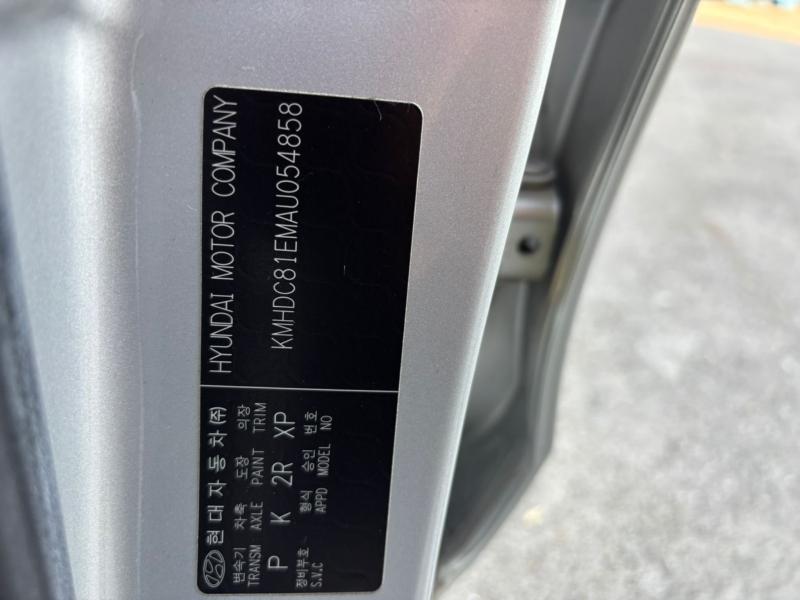 현대자동차(주) HYUNDAI MOTOR COMPANY
변속기 차축 도장 의장
TRANSM AXLE PAINT TRIM
P K 2R XP KMHDC81EMAU054858
정비부호 형식 승인 번호
S.V.C APPD MODEL NO